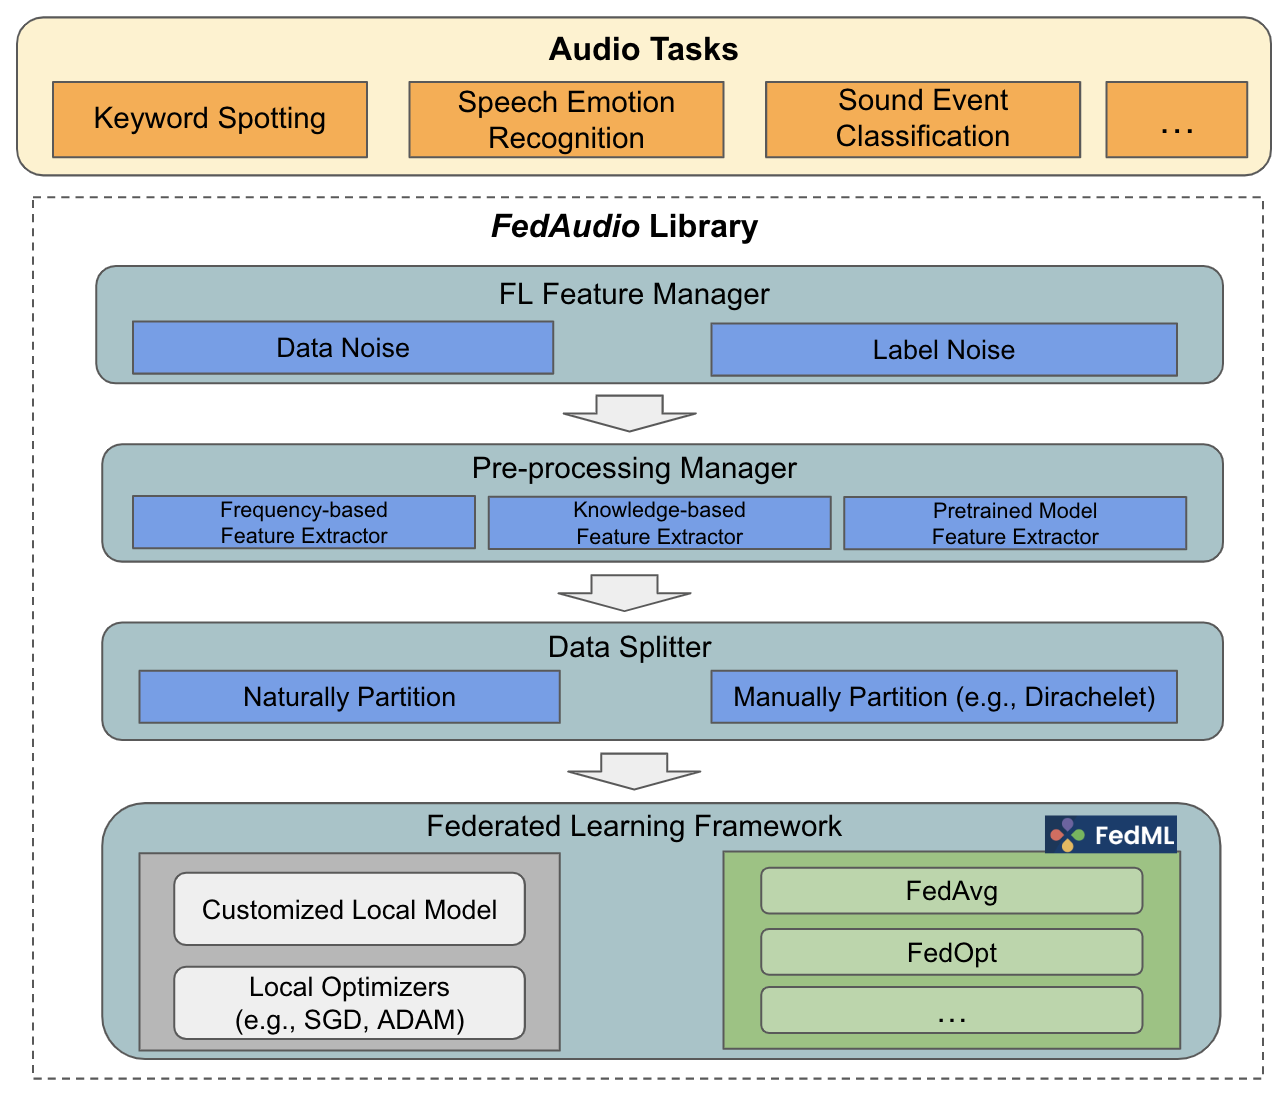 Audio Tasks
Keyword Spotting
Speech Emotion
Recognition
Sound Event
Classification
...
FedAudio Library
FL Feature Manager
Data Noise
Label Noise
Pre-processing Manager
Frequency-based
Feature Extractor
Knowledge-based
Feature Extractor
Pretrained Model
Feature Extractor
Data Splitter
Naturally Partition
Manually Partition (e.g., Dirachelet)
Federated Learning Framework
FedML
Customized Local Model
Local Optimizers
(e.g., SGD, ADAM)
FedAvg
FedOpt
...